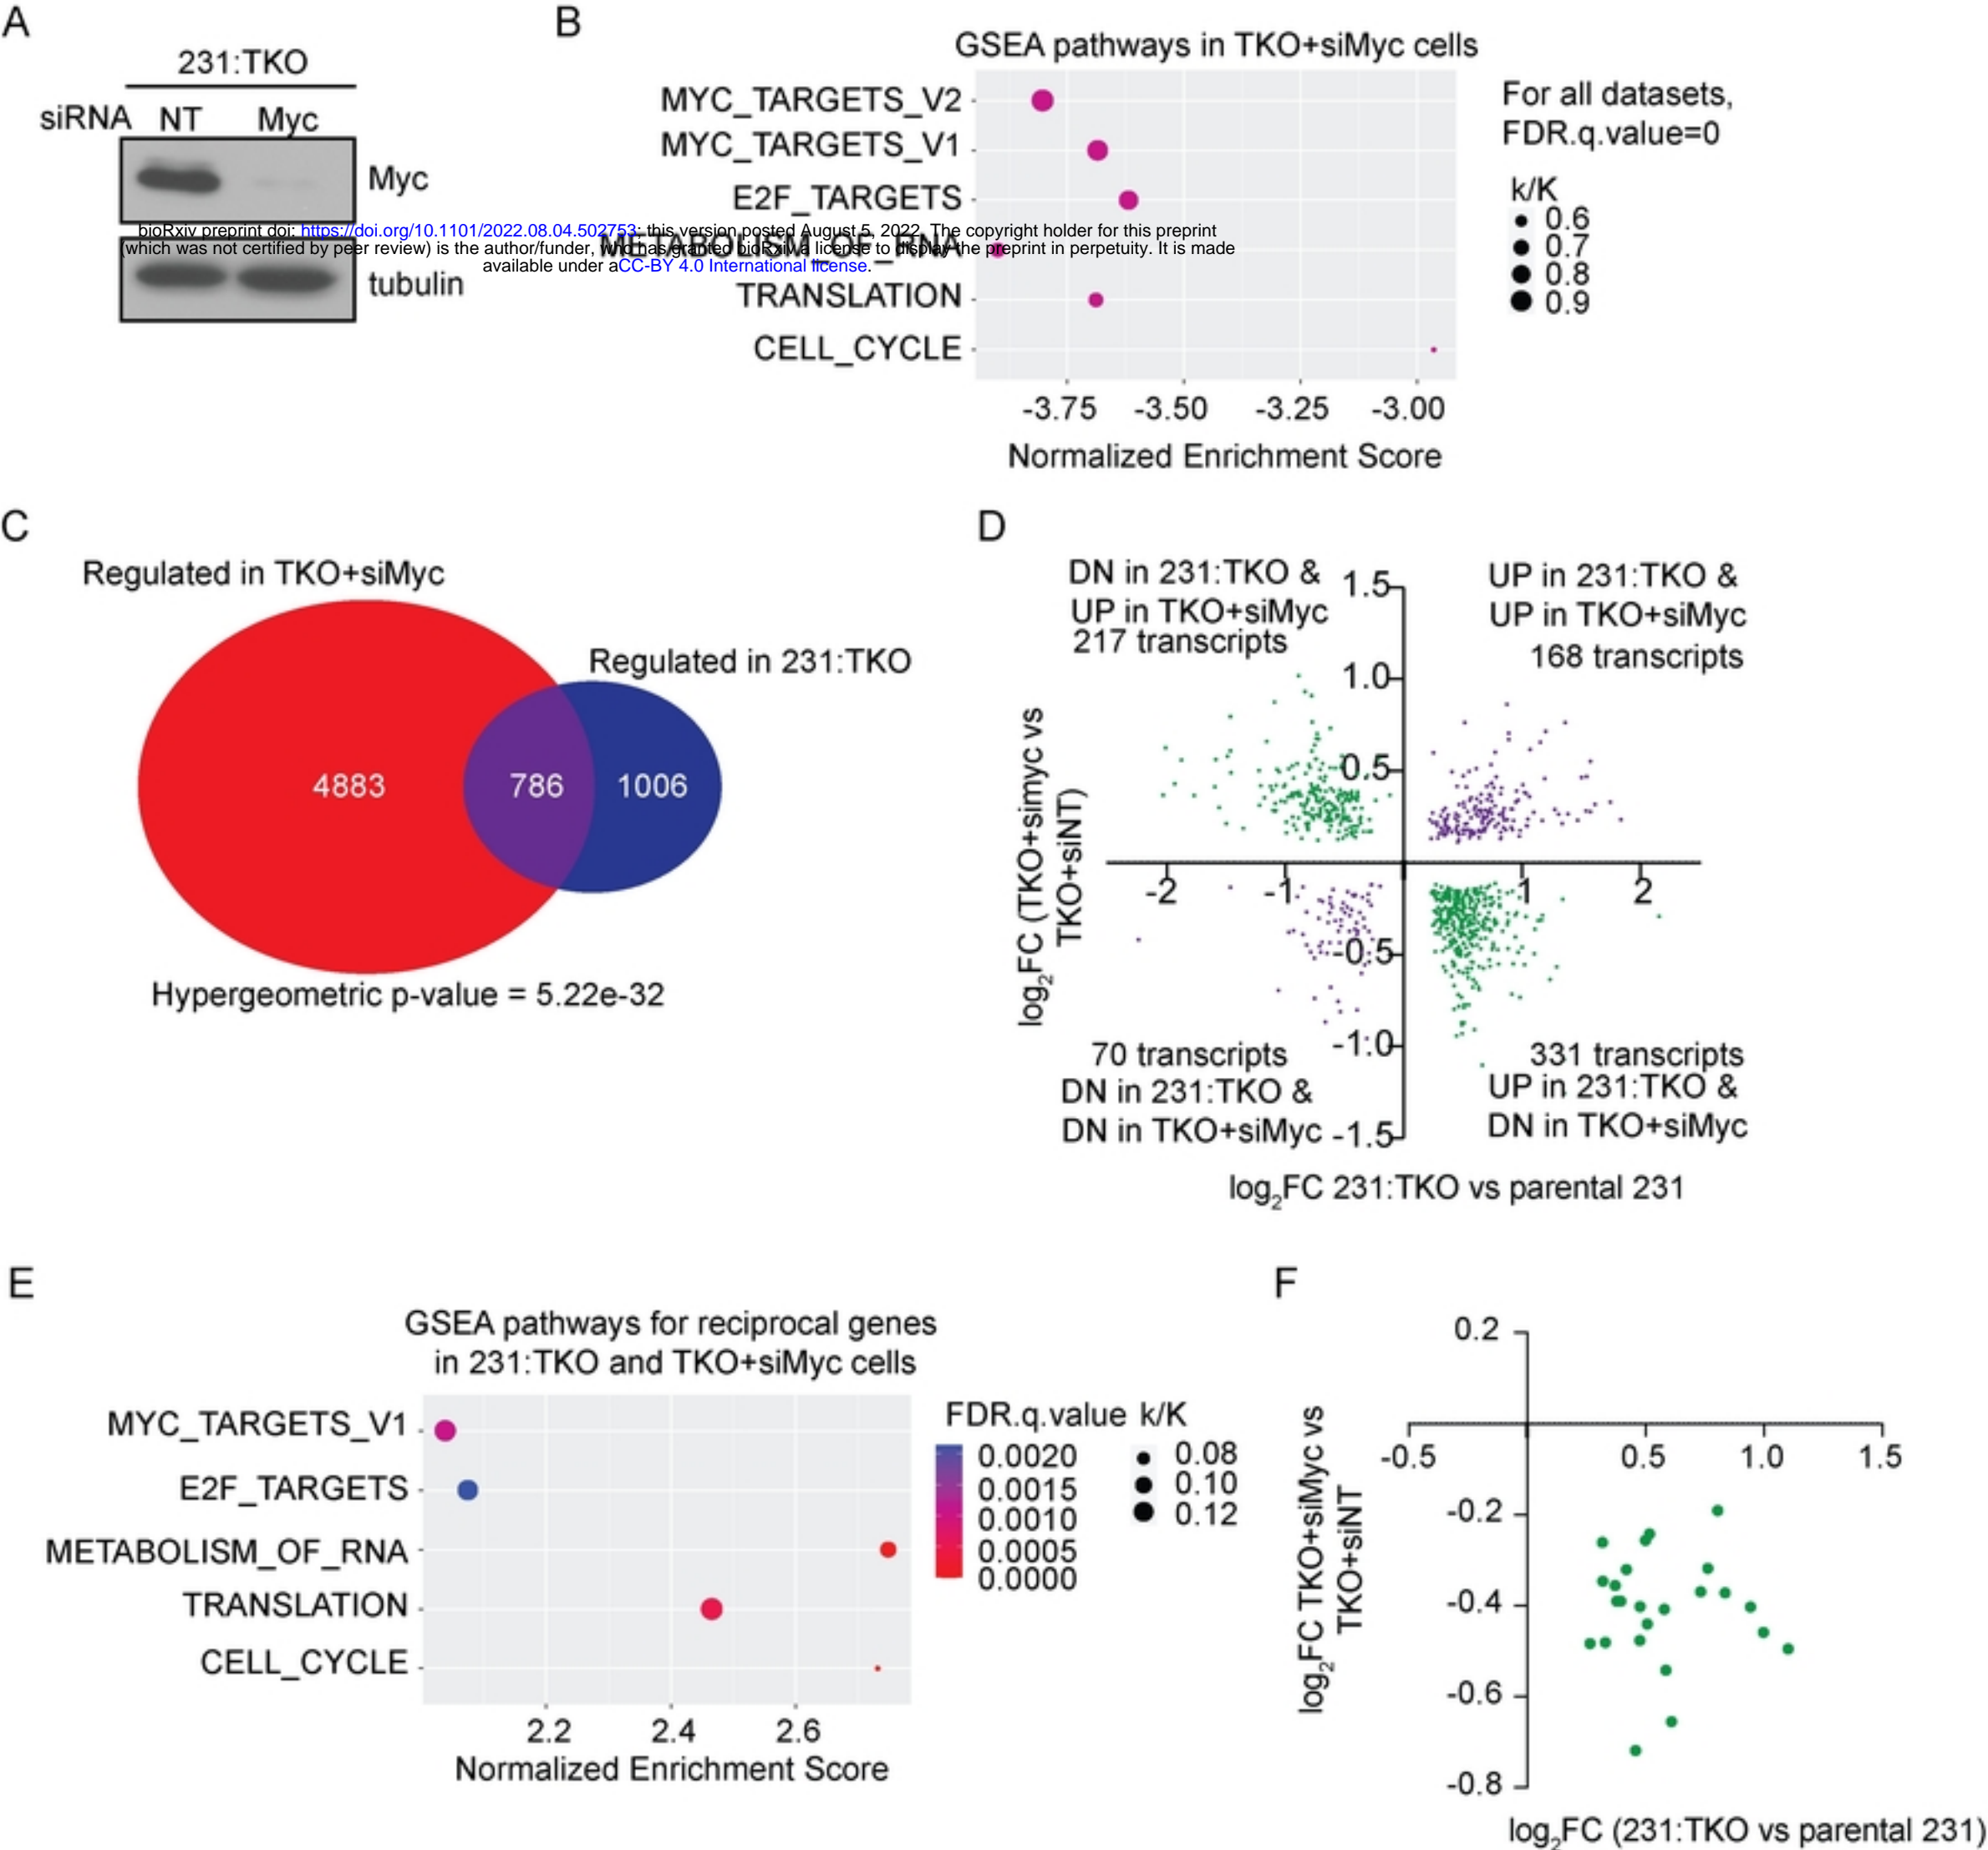 A
231:TKO
siRNA NT Myc
Myc
tubulin
bioRxiv preprint doi: https://doi.org/10.1101/2022.08.04.502753; this version posted August 5, 2022. The copyright holder for this preprint
(which was not certified by peer review) is the author/funder, who has granted bioRxiv a license to display the preprint in perpetuity. It is made
available under aCC-BY 4.0 International license.
B
GSEA pathways in TKO+siMyc cells
MYC_TARGETS_V2
MYC_TARGETS_V1
E2F_TARGETS
METABOLISM_OF_RNA
TRANSLATION
CELL_CYCLE
-3.75 -3.50 -3.25 -3.00
Normalized Enrichment Score
For all datasets,
FDR.q.value=0
k/K
0.6
0.7
0.8
0.9
C
Regulated in TKO+siMyc
Regulated in 231:TKO
4883 786 1006
Hypergeometric p-value = 5.22e-32
D
DN in 231:TKO &
UP in TKO+siMyc
217 transcripts
UP in 231:TKO &
UP in TKO+siMyc
168 transcripts
1.5
1.0
0.5
-0.5
-1.0
-1.5
-2 -1 1 2
log2FC (TKO+simyc vs
TKO+siNT)
70 transcripts
DN in 231:TKO &
DN in TKO+siMyc
331 transcripts
UP in 231:TKO &
DN in TKO+siMyc
log2FC 231:TKO vs parental 231
E
GSEA pathways for reciprocal genes
in 231:TKO and TKO+siMyc cells
MYC_TARGETS_V1
E2F_TARGETS
METABOLISM_OF_RNA
TRANSLATION
CELL_CYCLE
2.2 2.4 2.6
Normalized Enrichment Score
FDR.q.value k/K
0.0020
0.0015
0.0010
0.0005
0.0000
0.08
0.10
0.12
F
0.2
-0.5 0.5 1.0 1.5
-0.2
-0.4
-0.6
-0.8
log2FC TKO+siMyc vs
TKO+siNT
log2FC (231:TKO vs parental 231)